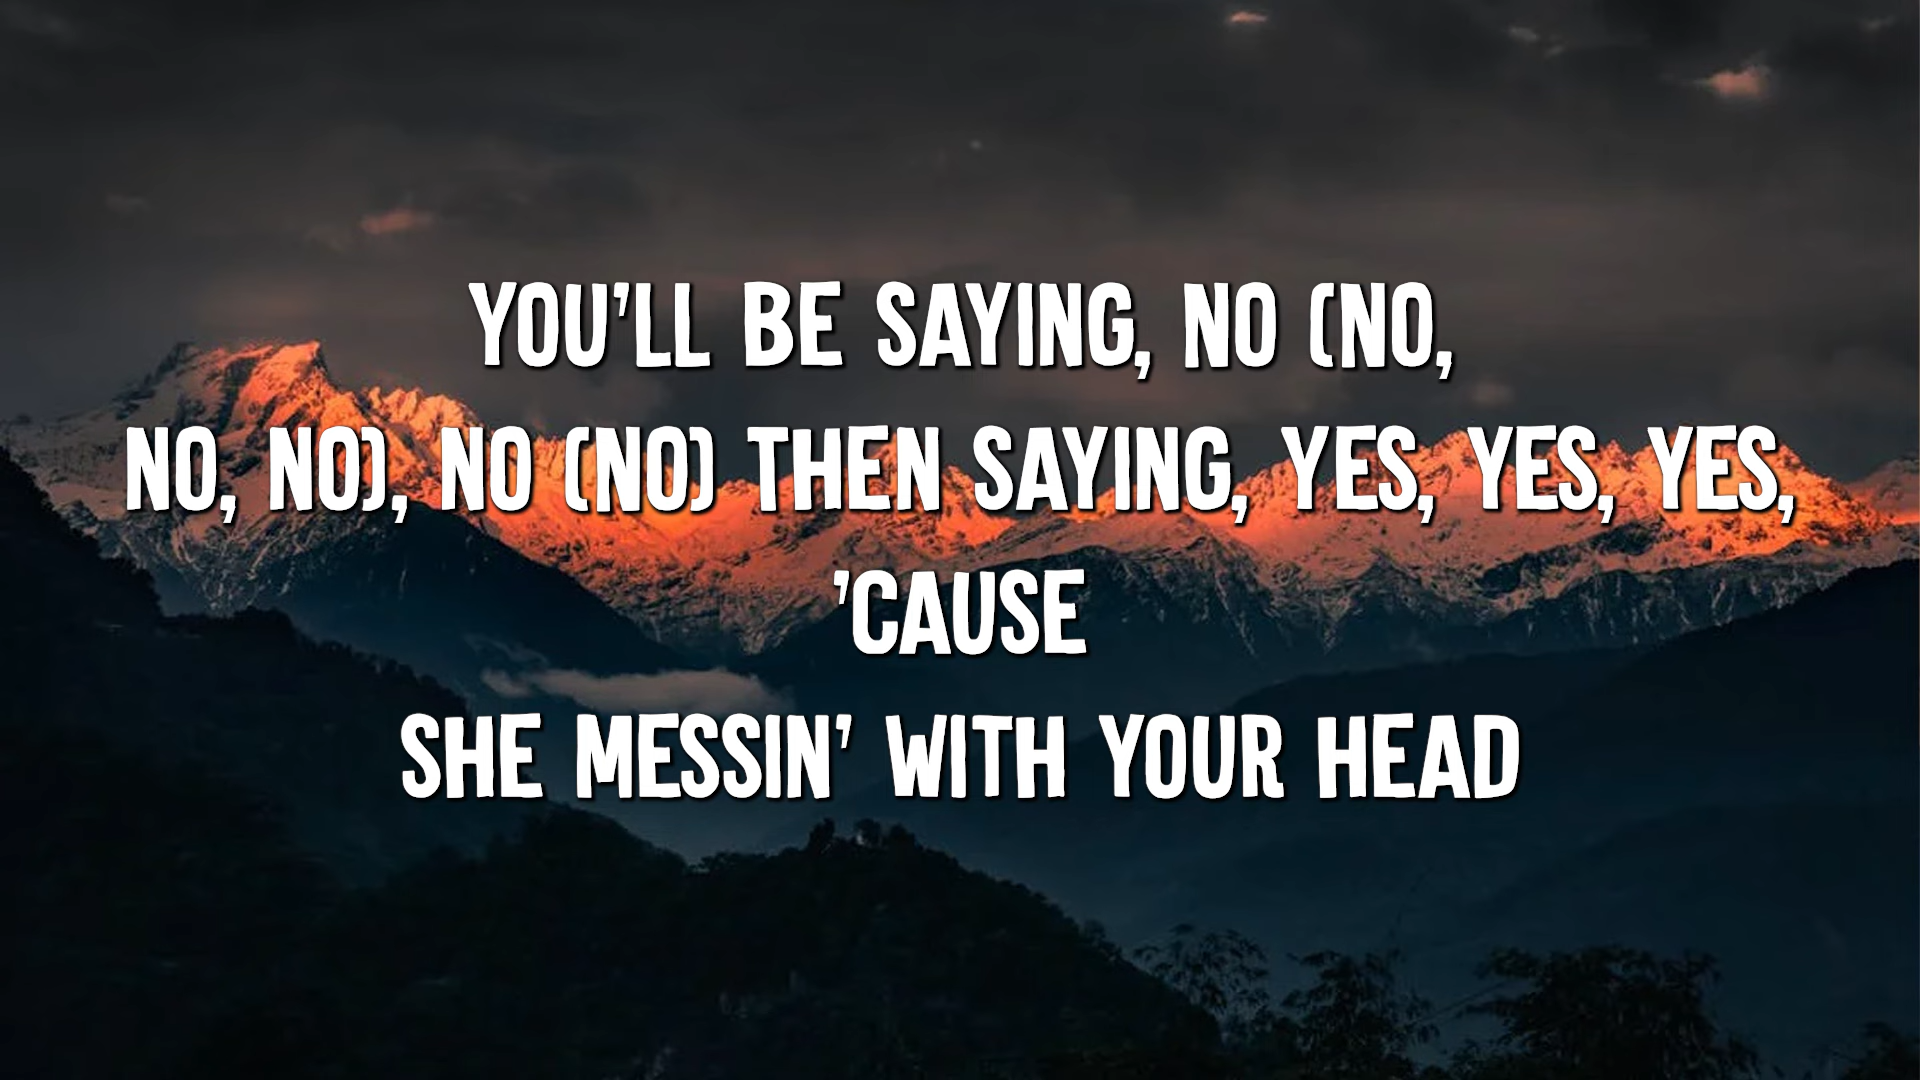 YOU'LL BE SAYING, NO (NO,
NO, NO), NO (NO) THEN SAYING, YES, YES, YES,
'CAUSE
SHE MESSIN' WITH YOUR HEAD